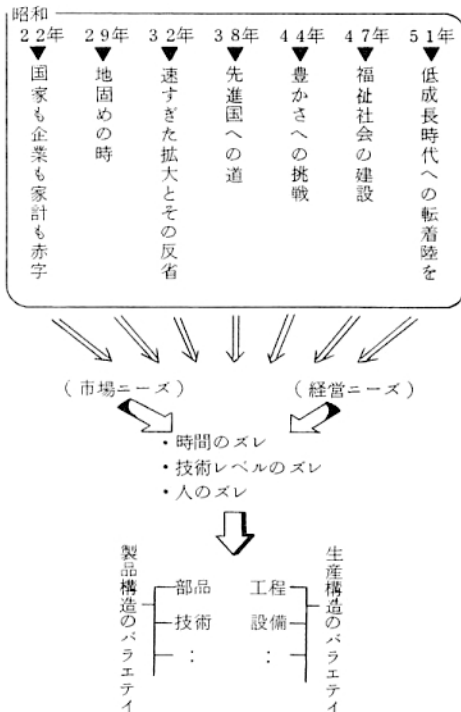 昭和
22年 29年 32年 38年 44年 47年 51年
国家も企業も家計も赤字
地固めの時
速すぎた拡大とその反省
先進国への道
豊かさへの挑戦
福祉社会の建設
低成長時代への転着陸を
(市場ニーズ) (経営ニーズ)
・時間のズレ
・技術レベルのズレ
・人のズレ
製品構造のバラエティ
部品 工程
技術 設備
: :
生産構造のバラエティ